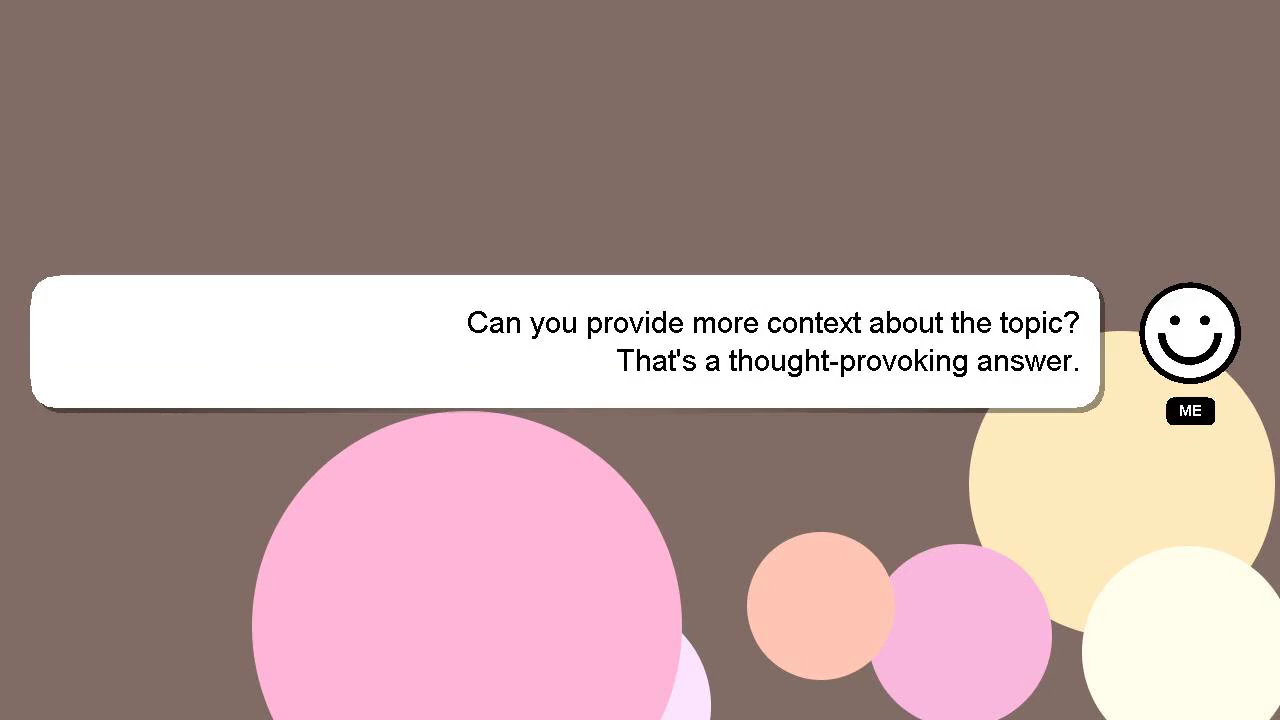 Can you provide more context about the topic?
That's a thought-provoking answer.
ME